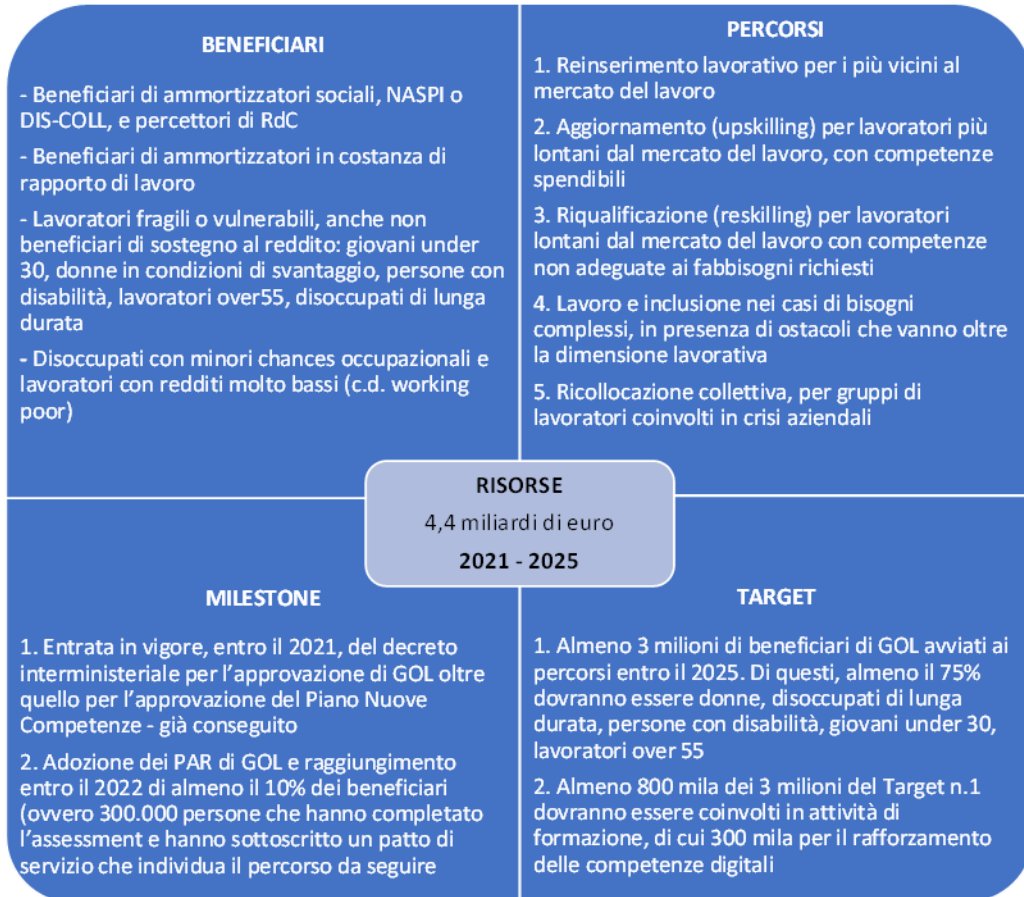 BENEFICIARI
- Beneficiari di ammortizzatori sociali, NASPI o
DIS-COLL, e percettori di RdC
- Beneficiari di ammortizzatori in costanza di
rapporto di lavoro
- Lavoratori fragili o vulnerabili, anche non
beneficiari di sostegno al reddito: giovani under
30, donne in condizioni di svantaggio, persone con
disabilità, lavoratori over55, disoccupati di lunga
durata
- Disoccupati con minori chances occupazionali e
lavoratori con redditi molto bassi (c.d. working
poor)
PERCORSI
1. Reinserimento lavorativo per i più vicini al
mercato del lavoro
2. Aggiornamento (upskilling) per lavoratori più
lontani dal mercato del lavoro, con competenze
spendibili
3. Riqualificazione (reskilling) per lavoratori
lontani dal mercato del lavoro con competenze
non adeguate ai fabbisogni richiesti
4. Lavoro e inclusione nei casi di bisogni
complessi, in presenza di ostacoli che vanno oltre
la dimensione lavorativa
5. Ricollocazione collettiva, per gruppi di
lavoratori coinvolti in crisi aziendali
RISORSE
4,4 miliardi di euro
2021 - 2025
MILESTONE
1. Entrata in vigore, entro il 2021, del decreto
interministeriale per l'approvazione di GOL oltre
quello per l'approvazione del Piano Nuove
Competenze - già conseguito
2. Adozione dei PAR di GOL e raggiungimento
entro il 2022 di almeno il 10% dei beneficiari
(ovvero 300.000 persone che hanno completato
l'assessment e hanno sottoscritto un patto di
servizio che individua il percorso da seguire
TARGET
1. Almeno 3 milioni di beneficiari di GOL avviati ai
percorsi entro il 2025. Di questi, almeno il 75%
dovranno essere donne, disoccupati di lunga
durata, persone con disabilità, giovani under 30,
lavoratori over 55
2. Almeno 800 mila dei 3 milioni del Target n.1
dovranno essere coinvolti in attività di
formazione, di cui 300 mila per il rafforzamento
delle competenze digitali